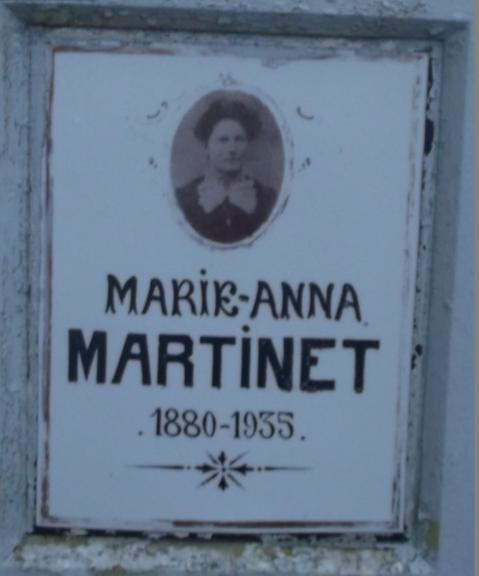 MARIE-ANNA
MARTINET
.1880-1935.